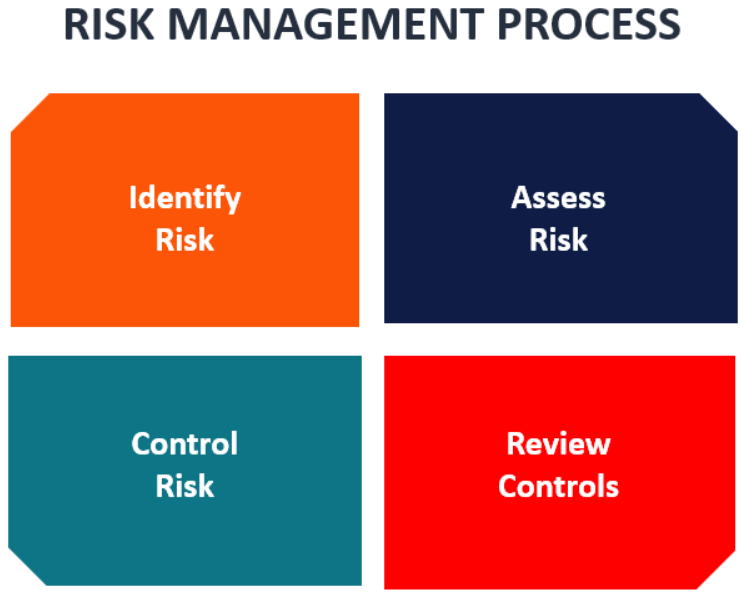 RISK MANAGEMENT PROCESS
Identify
Risk
Assess
Risk
Control
Risk
Review
Controls